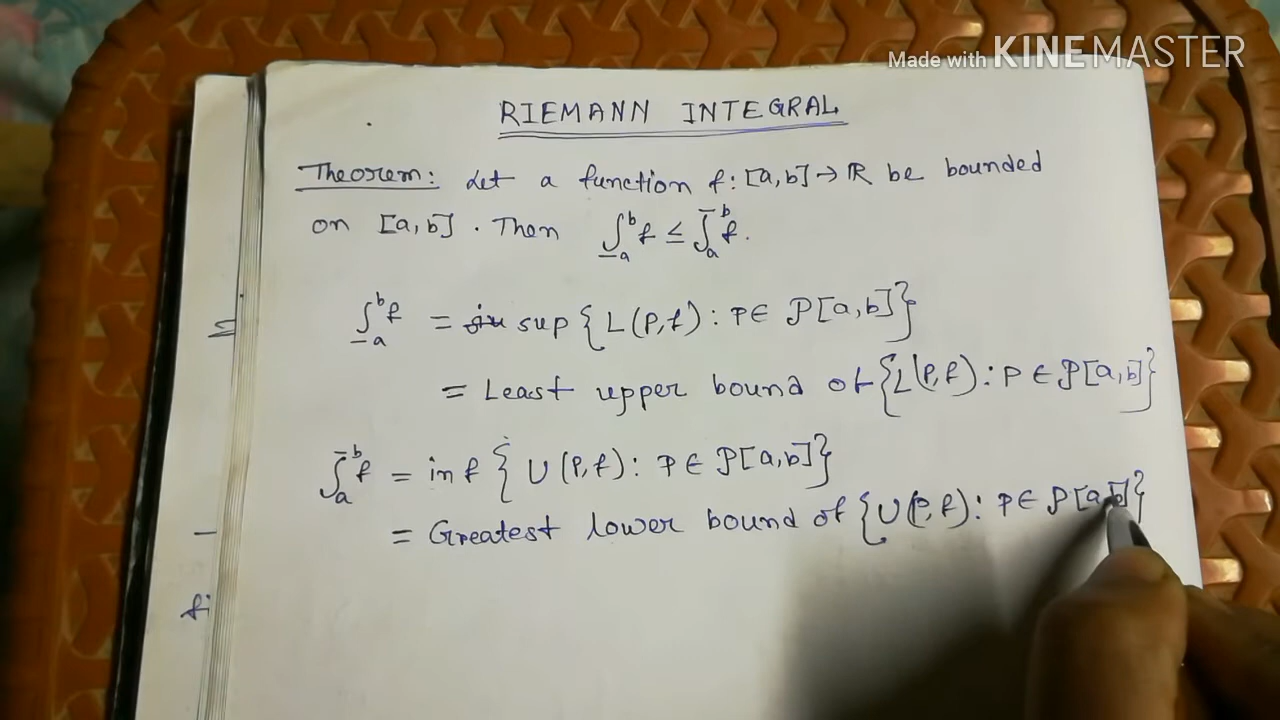 Made with KINEMASTER
RIEMANN INTEGRAL
Theorem: Let a function f: [a,b] → ℝ be bounded
on [a,b]. Then ∫̲ₐᵇ f ≤ ∫̅ₐᵇ f.
∫̲ₐᵇ f = sup { L(P,f) : P ∈ 𝒫[a,b] }
= Least upper bound of { L(P,f) : P ∈ 𝒫[a,b] }
∫̅ₐᵇ f = inf { U(P,f) : P ∈ 𝒫[a,b] }
= Greatest lower bound of { U(P,f) : P ∈ 𝒫[a,b] }